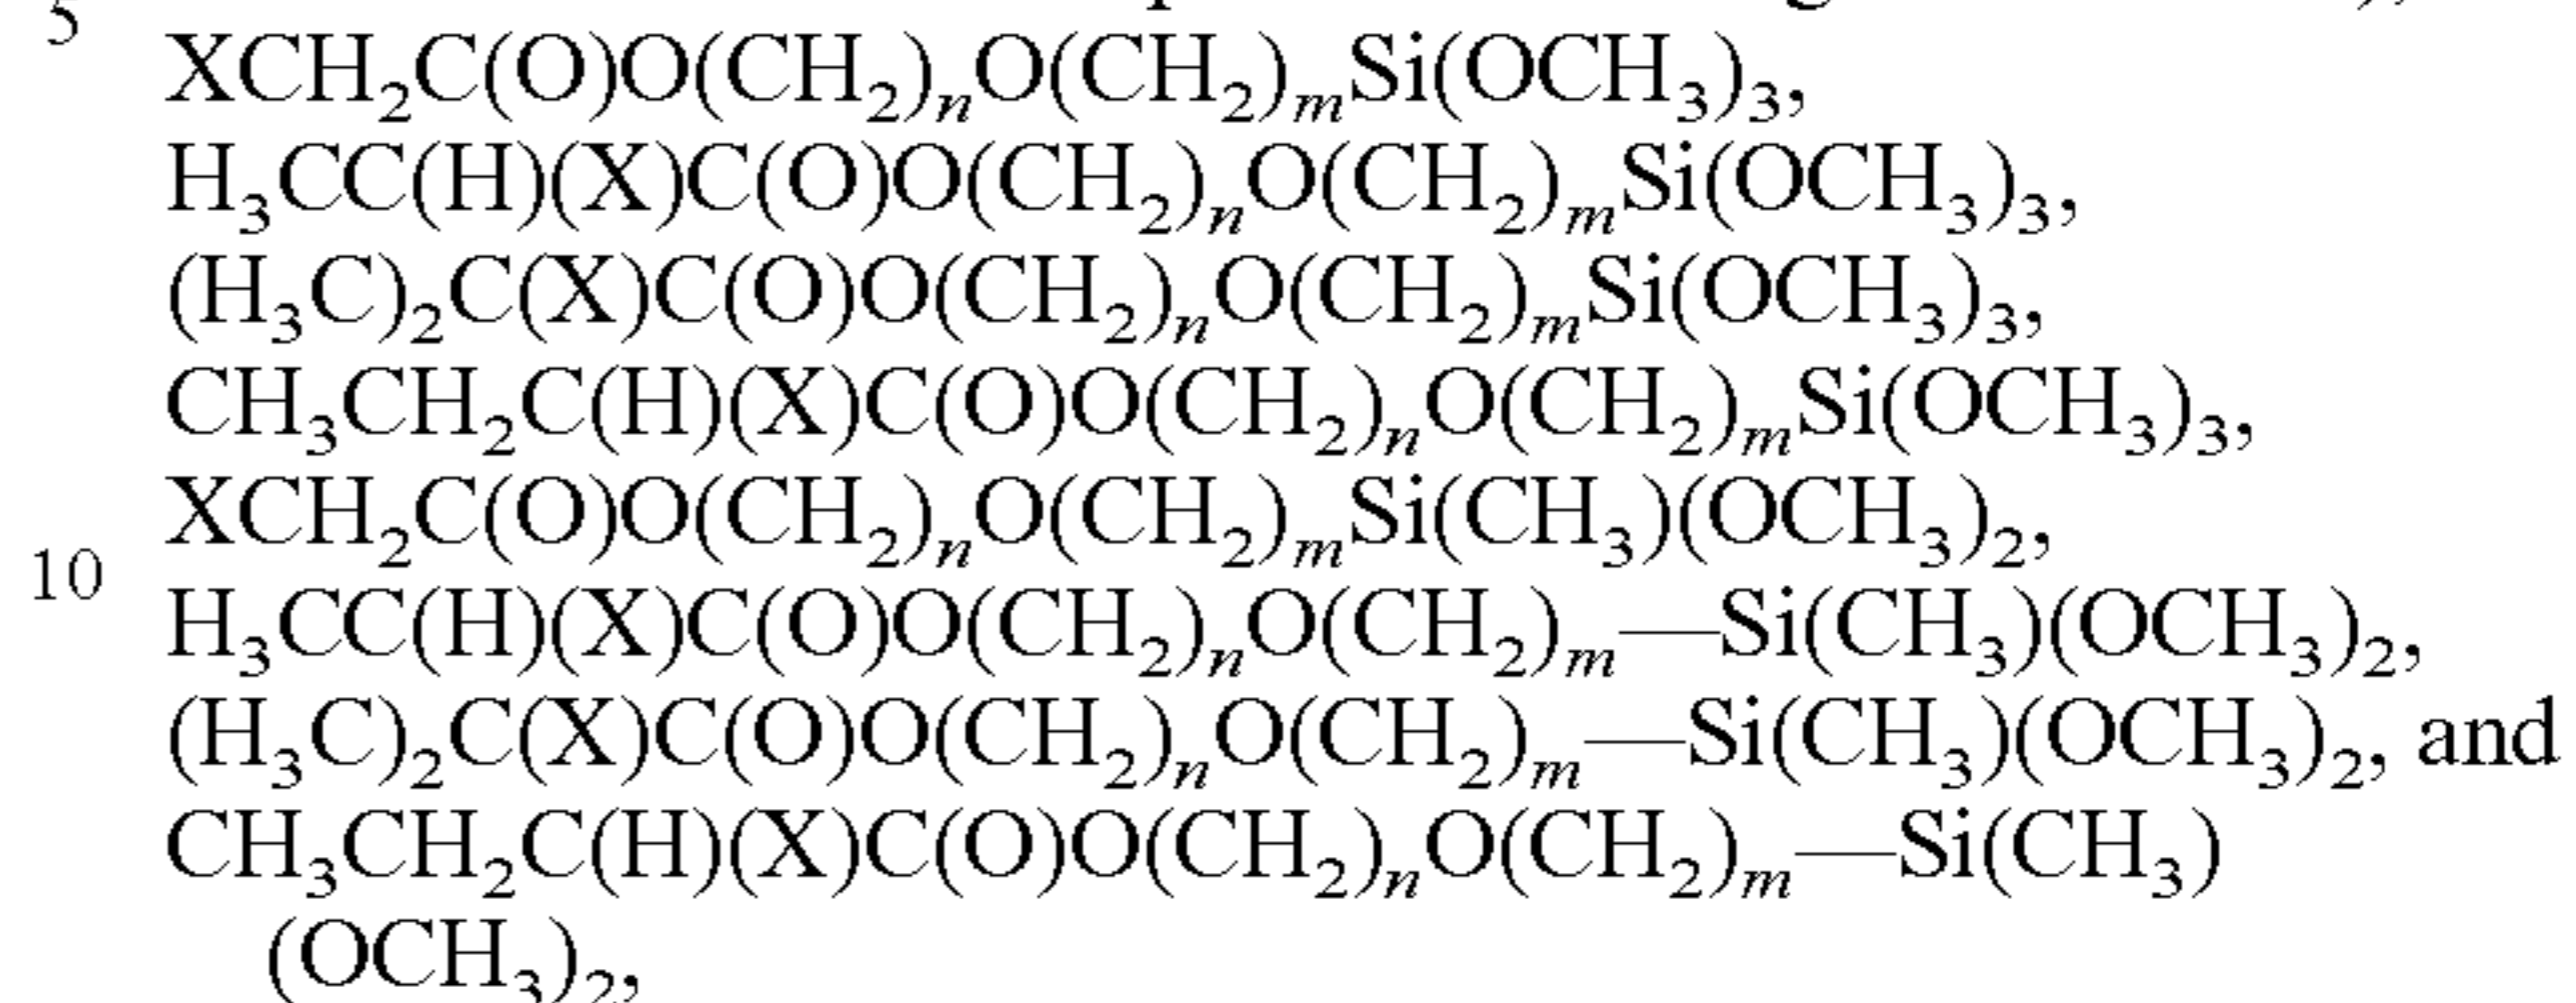 5
XCH₂C(O)O(CH₂)ₙO(CH₂)ₘSi(OCH₃)₃,
H₃CC(H)(X)C(O)O(CH₂)ₙO(CH₂)ₘSi(OCH₃)₃,
(H₃C)₂C(X)C(O)O(CH₂)ₙO(CH₂)ₘSi(OCH₃)₃,
CH₃CH₂C(H)(X)C(O)O(CH₂)ₙO(CH₂)ₘSi(OCH₃)₃,
XCH₂C(O)O(CH₂)ₙO(CH₂)ₘSi(CH₃)(OCH₃)₂,
10
H₃CC(H)(X)C(O)O(CH₂)ₙO(CH₂)ₘ—Si(CH₃)(OCH₃)₂,
(H₃C)₂C(X)C(O)O(CH₂)ₙO(CH₂)ₘ—Si(CH₃)(OCH₃)₂, and
CH₃CH₂C(H)(X)C(O)O(CH₂)ₙO(CH₂)ₘ—Si(CH₃)
(OCH₃)₂,